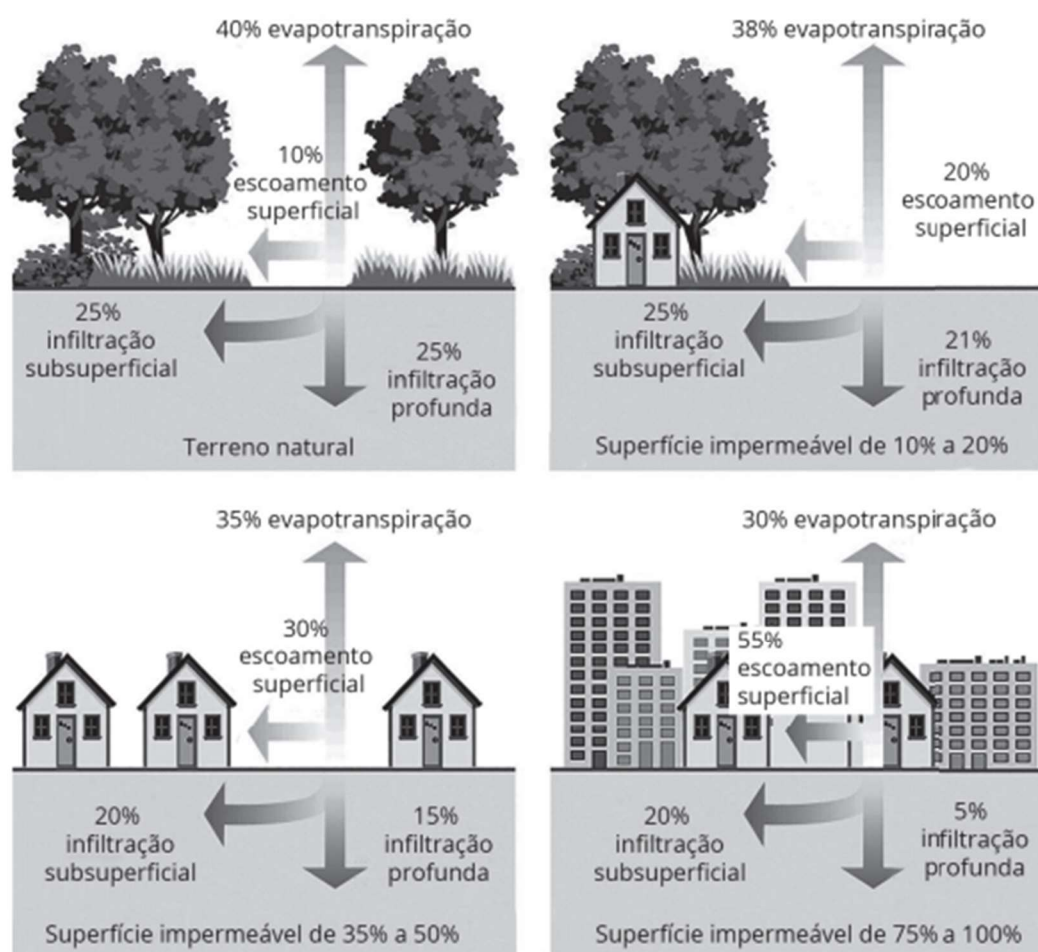 40% evapotranspiração
10%
escoamento
superficial
25%
infiltração
subsuperficial
25%
infiltração
profunda
Terreno natural
38% evapotranspiração
20%
escoamento
superficial
25%
infiltração
subsuperficial
21%
infiltração
profunda
Superfície impermeável de 10% a 20%
35% evapotranspiração
30%
escoamento
superficial
20%
infiltração
subsuperficial
15%
infiltração
profunda
Superfície impermeável de 35% a 50%
30% evapotranspiração
55%
escoamento
superficial
20%
infiltração
subsuperficial
5%
infiltração
profunda
Superfície impermeável de 75% a 100%